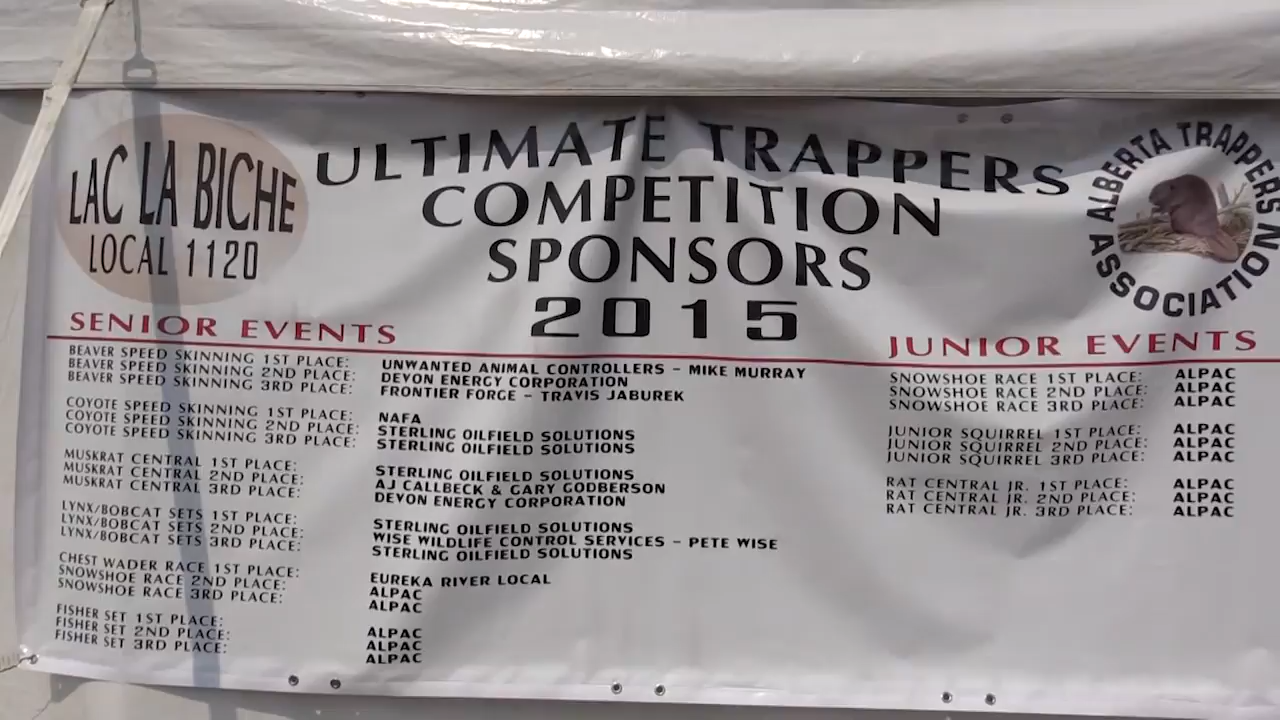 LAC LA BICHE
LOCAL 1120
ULTIMATE TRAPPERS
COMPETITION
SPONSORS
2015
ALBERTA TRAPPERS ASSOCIATION
SENIOR EVENTS
BEAVER SPEED SKINNING 1ST PLACE: UNWANTED ANIMAL CONTROLLERS - MIKE MURRAY
BEAVER SPEED SKINNING 2ND PLACE: DEVON ENERGY CORPORATION
BEAVER SPEED SKINNING 3RD PLACE: FRONTIER FORGE - TRAVIS JABUREK
COYOTE SPEED SKINNING 1ST PLACE: NAFA
COYOTE SPEED SKINNING 2ND PLACE: STERLING OILFIELD SOLUTIONS
COYOTE SPEED SKINNING 3RD PLACE: STERLING OILFIELD SOLUTIONS
MUSKRAT CENTRAL 1ST PLACE: STERLING OILFIELD SOLUTIONS
MUSKRAT CENTRAL 2ND PLACE: AJ CALLBECK & GARY GODBERSON
MUSKRAT CENTRAL 3RD PLACE: DEVON ENERGY CORPORATION
LYNX/BOBCAT SETS 1ST PLACE: STERLING OILFIELD SOLUTIONS
LYNX/BOBCAT SETS 2ND PLACE: WISE WILDLIFE CONTROL SERVICES - PETE WISE
LYNX/BOBCAT SETS 3RD PLACE: STERLING OILFIELD SOLUTIONS
CHEST WADER RACE 1ST PLACE: EUREKA RIVER LOCAL
SNOWSHOE RACE 2ND PLACE: ALPAC
SNOWSHOE RACE 3RD PLACE: ALPAC
FISHER SET 1ST PLACE: ALPAC
FISHER SET 2ND PLACE: ALPAC
FISHER SET 3RD PLACE: ALPAC
JUNIOR EVENTS
SNOWSHOE RACE 1ST PLACE: ALPAC
SNOWSHOE RACE 2ND PLACE: ALPAC
SNOWSHOE RACE 3RD PLACE: ALPAC
JUNIOR SQUIRREL 1ST PLACE: ALPAC
JUNIOR SQUIRREL 2ND PLACE: ALPAC
JUNIOR SQUIRREL 3RD PLACE: ALPAC
RAT CENTRAL JR. 1ST PLACE: ALPAC
RAT CENTRAL JR. 2ND PLACE: ALPAC
RAT CENTRAL JR. 3RD PLACE: ALPAC